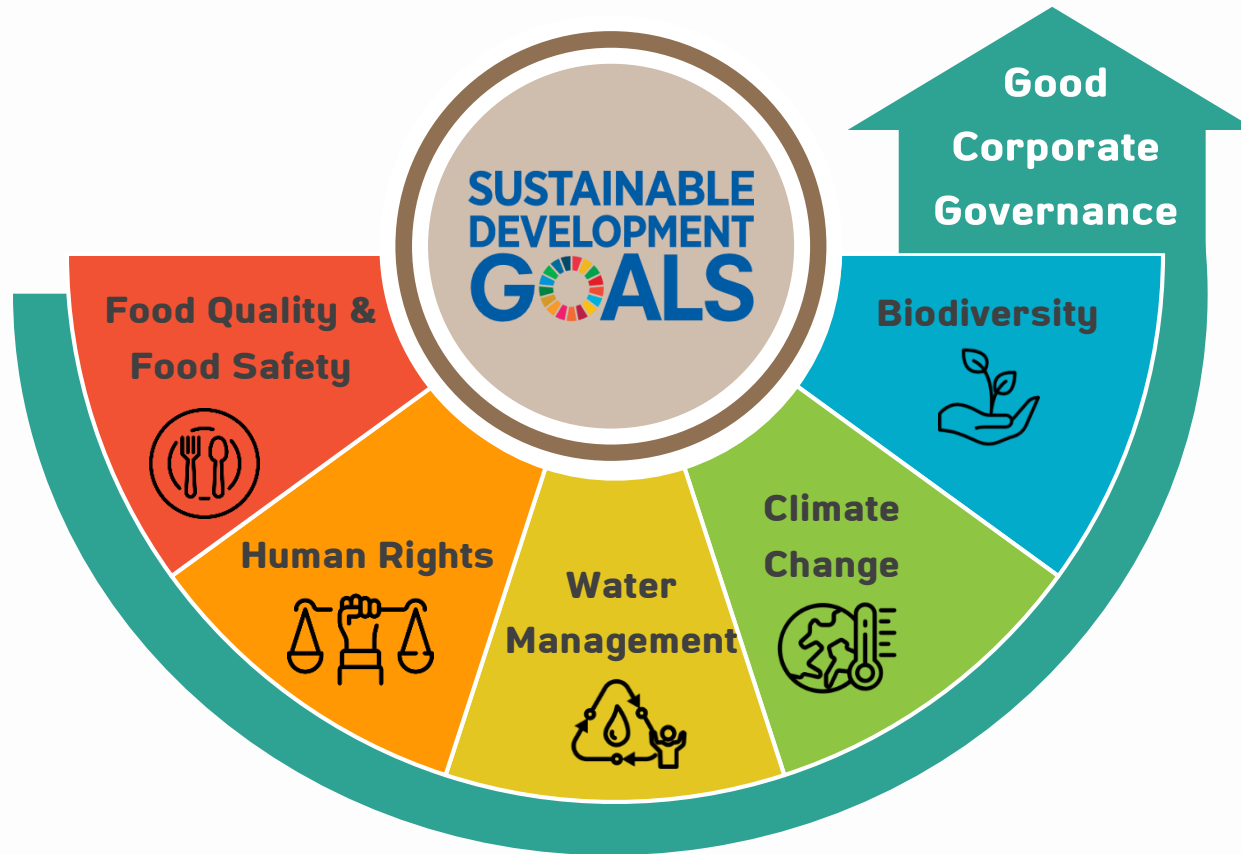 SUSTAINABLE
DEVELOPMENT
GOALS
Good
Corporate
Governance
Food Quality &
Food Safety
Human Rights
Water
Management
Climate
Change
Biodiversity